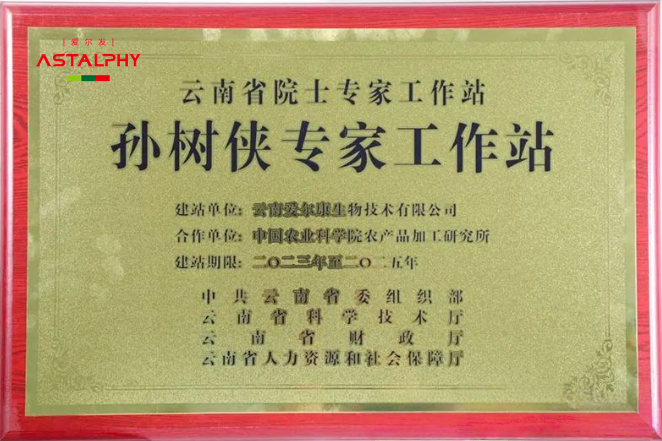 [爱尔发]
ASTALPHY
云南省院士专家工作站
孙树侠专家工作站
建站单位：云南爱尔康生物技术有限公司
合作单位：中国农业科学院农产品加工研究所
建站期限：二〇二三年至二〇二五年
中共云南省委组织部
云南省科学技术厅
云南省财政厅
云南省人力资源和社会保障厅